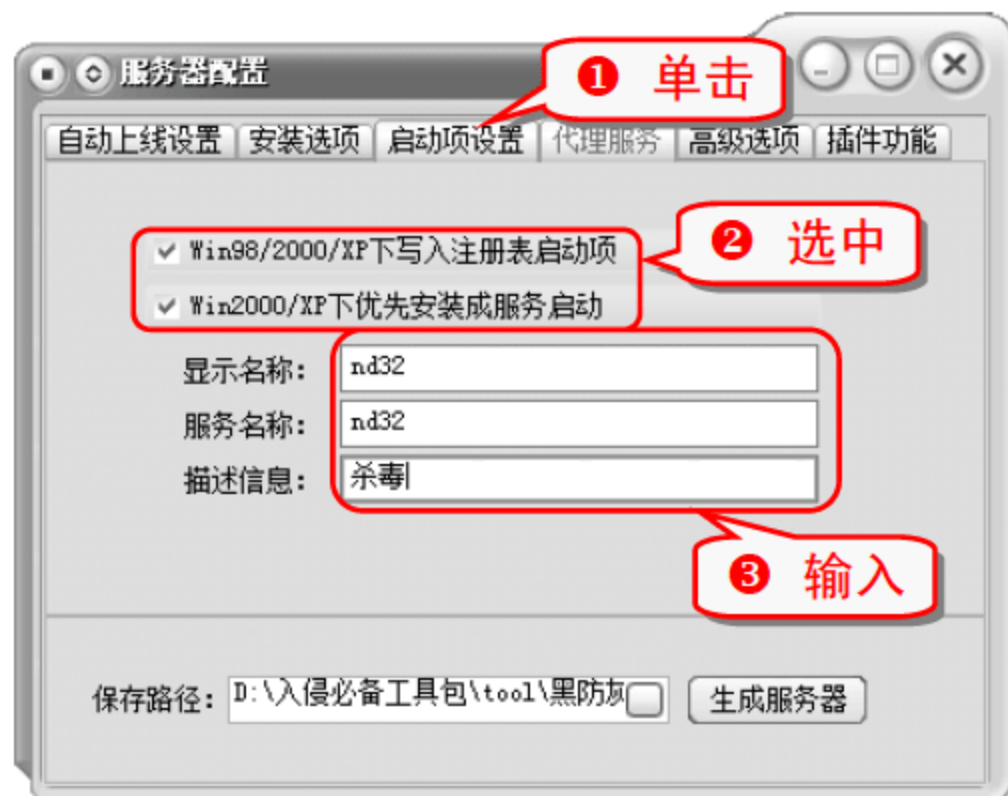 服务器配置
❶ 单击
自动上线设置 安装选项 启动项设置 代理服务 高级选项 插件功能
Win98/2000/XP下写入注册表启动项
❷ 选中
Win2000/XP下优先安装成服务启动
显示名称: nd32
服务名称: nd32
描述信息: 杀毒
❸ 输入
保存路径: D:\入侵必备工具包\tool\黑防灰 生成服务器